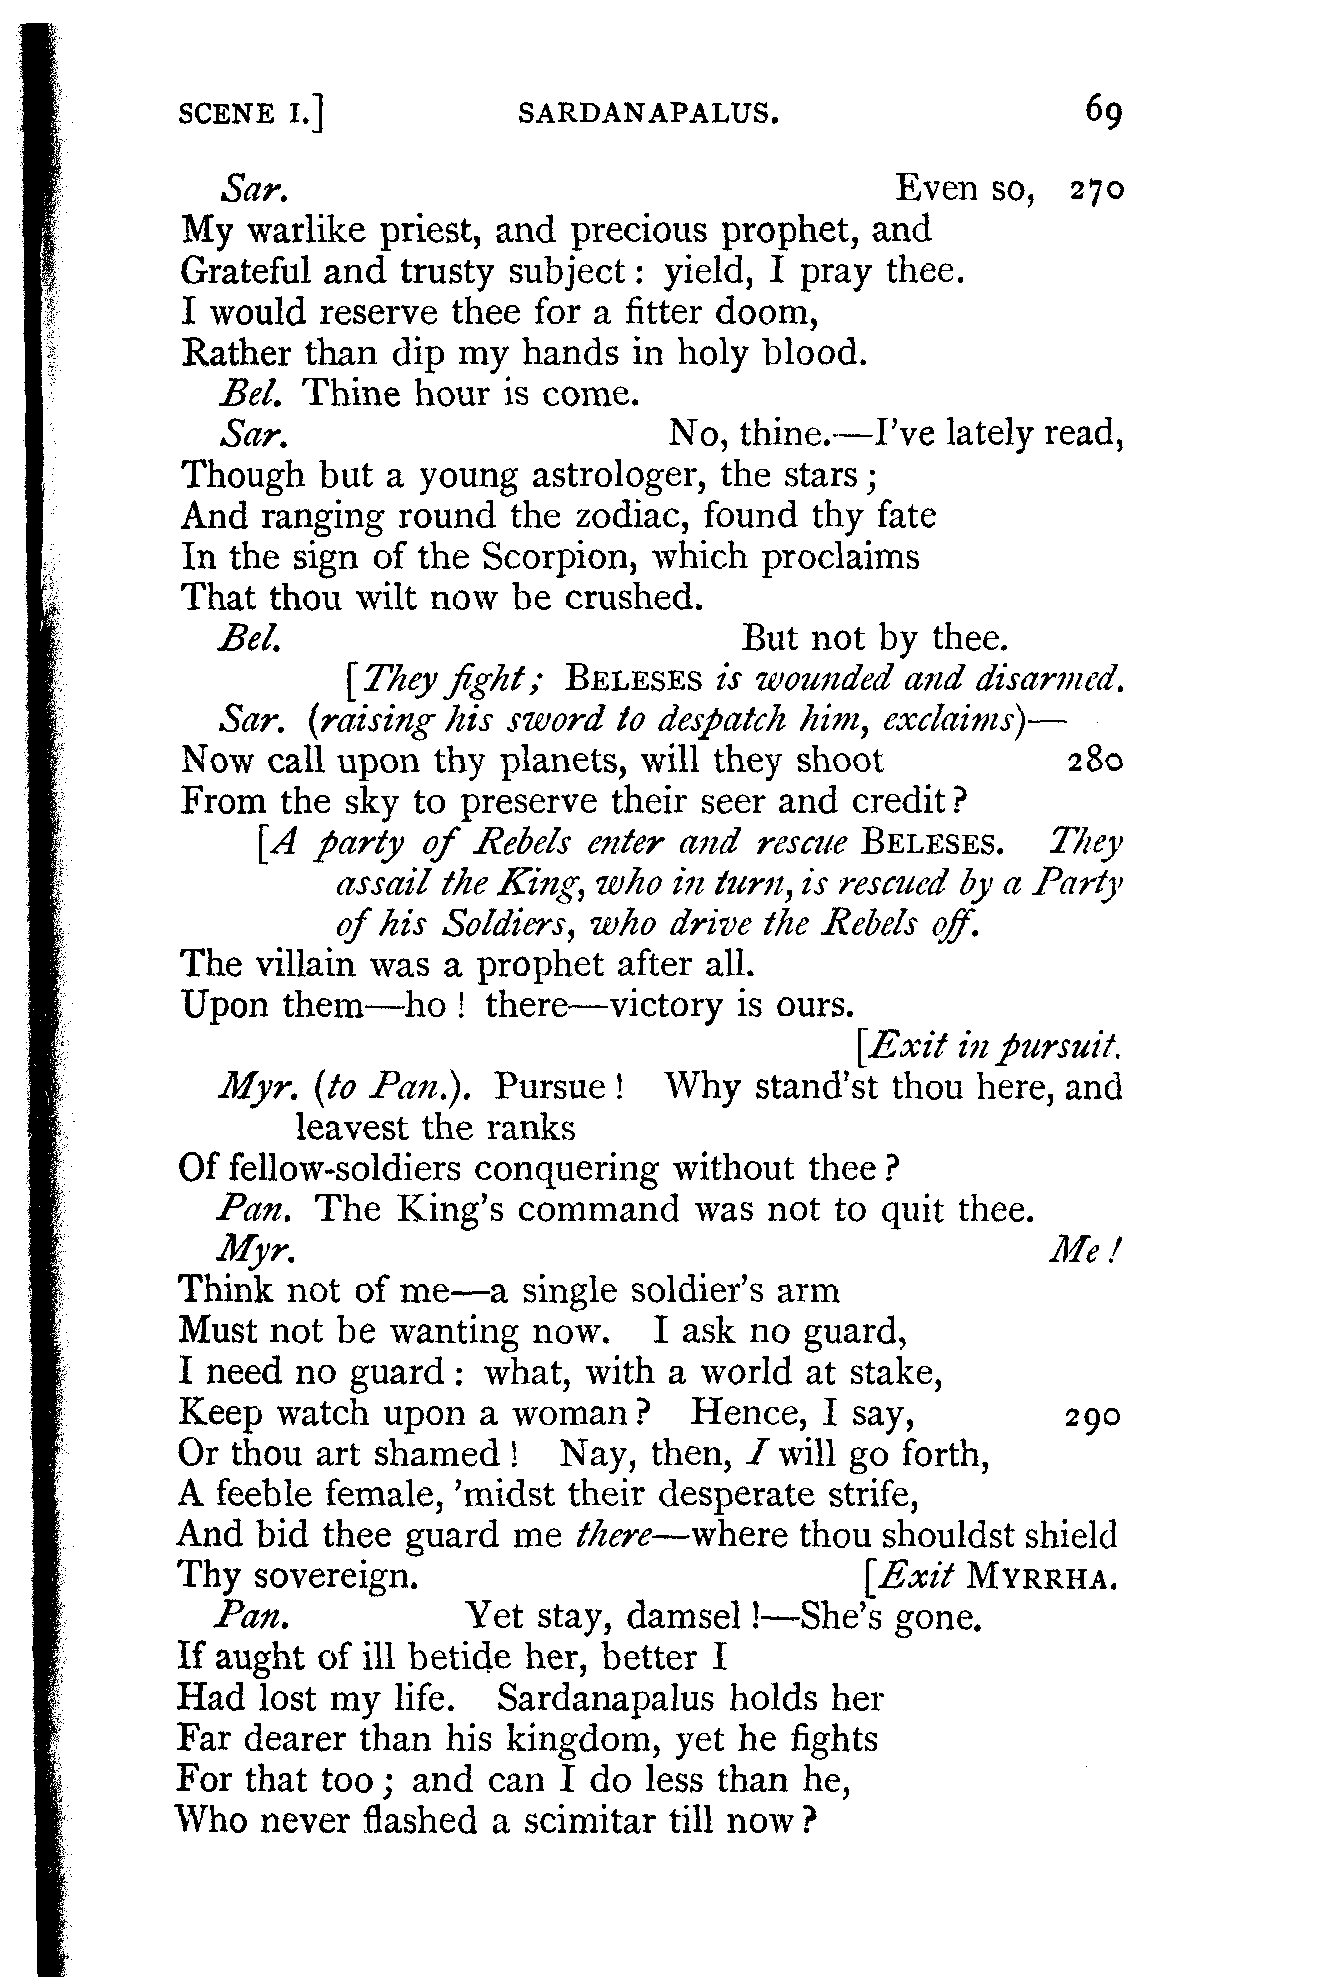 SCENE I.] SARDANAPALUS. 69
Sar. Even so, 270
My warlike priest, and precious prophet, and
Grateful and trusty subject: yield, I pray thee.
I would reserve thee for a fitter doom,
Rather than dip my hands in holy blood.
Bel. Thine hour is come.
Sar. No, thine.—I've lately read,
Though but a young astrologer, the stars;
And ranging round the zodiac, found thy fate
In the sign of the Scorpion, which proclaims
That thou wilt now be crushed.
Bel. But not by thee.
[They fight; BELESES is wounded and disarmed.
Sar. (raising his sword to despatch him, exclaims)—
Now call upon thy planets, will they shoot 280
From the sky to preserve their seer and credit?
[A party of Rebels enter and rescue BELESES. They
assail the King, who in turn, is rescued by a Party
of his Soldiers, who drive the Rebels off.
The villain was a prophet after all.
Upon them—ho! there—victory is ours.
[Exit in pursuit.
Myr. (to Pan.). Pursue! Why stand'st thou here, and
leavest the ranks
Of fellow-soldiers conquering without thee?
Pan. The King's command was not to quit thee.
Myr. Me!
Think not of me—a single soldier's arm
Must not be wanting now. I ask no guard,
I need no guard: what, with a world at stake,
Keep watch upon a woman? Hence, I say, 290
Or thou art shamed! Nay, then, I will go forth,
A feeble female, 'midst their desperate strife,
And bid thee guard me there—where thou shouldst shield
Thy sovereign. [Exit MYRRHA.
Pan. Yet stay, damsel!—She's gone.
If aught of ill betide her, better I
Had lost my life. Sardanapalus holds her
Far dearer than his kingdom, yet he fights
For that too; and can I do less than he,
Who never flashed a scimitar till now?